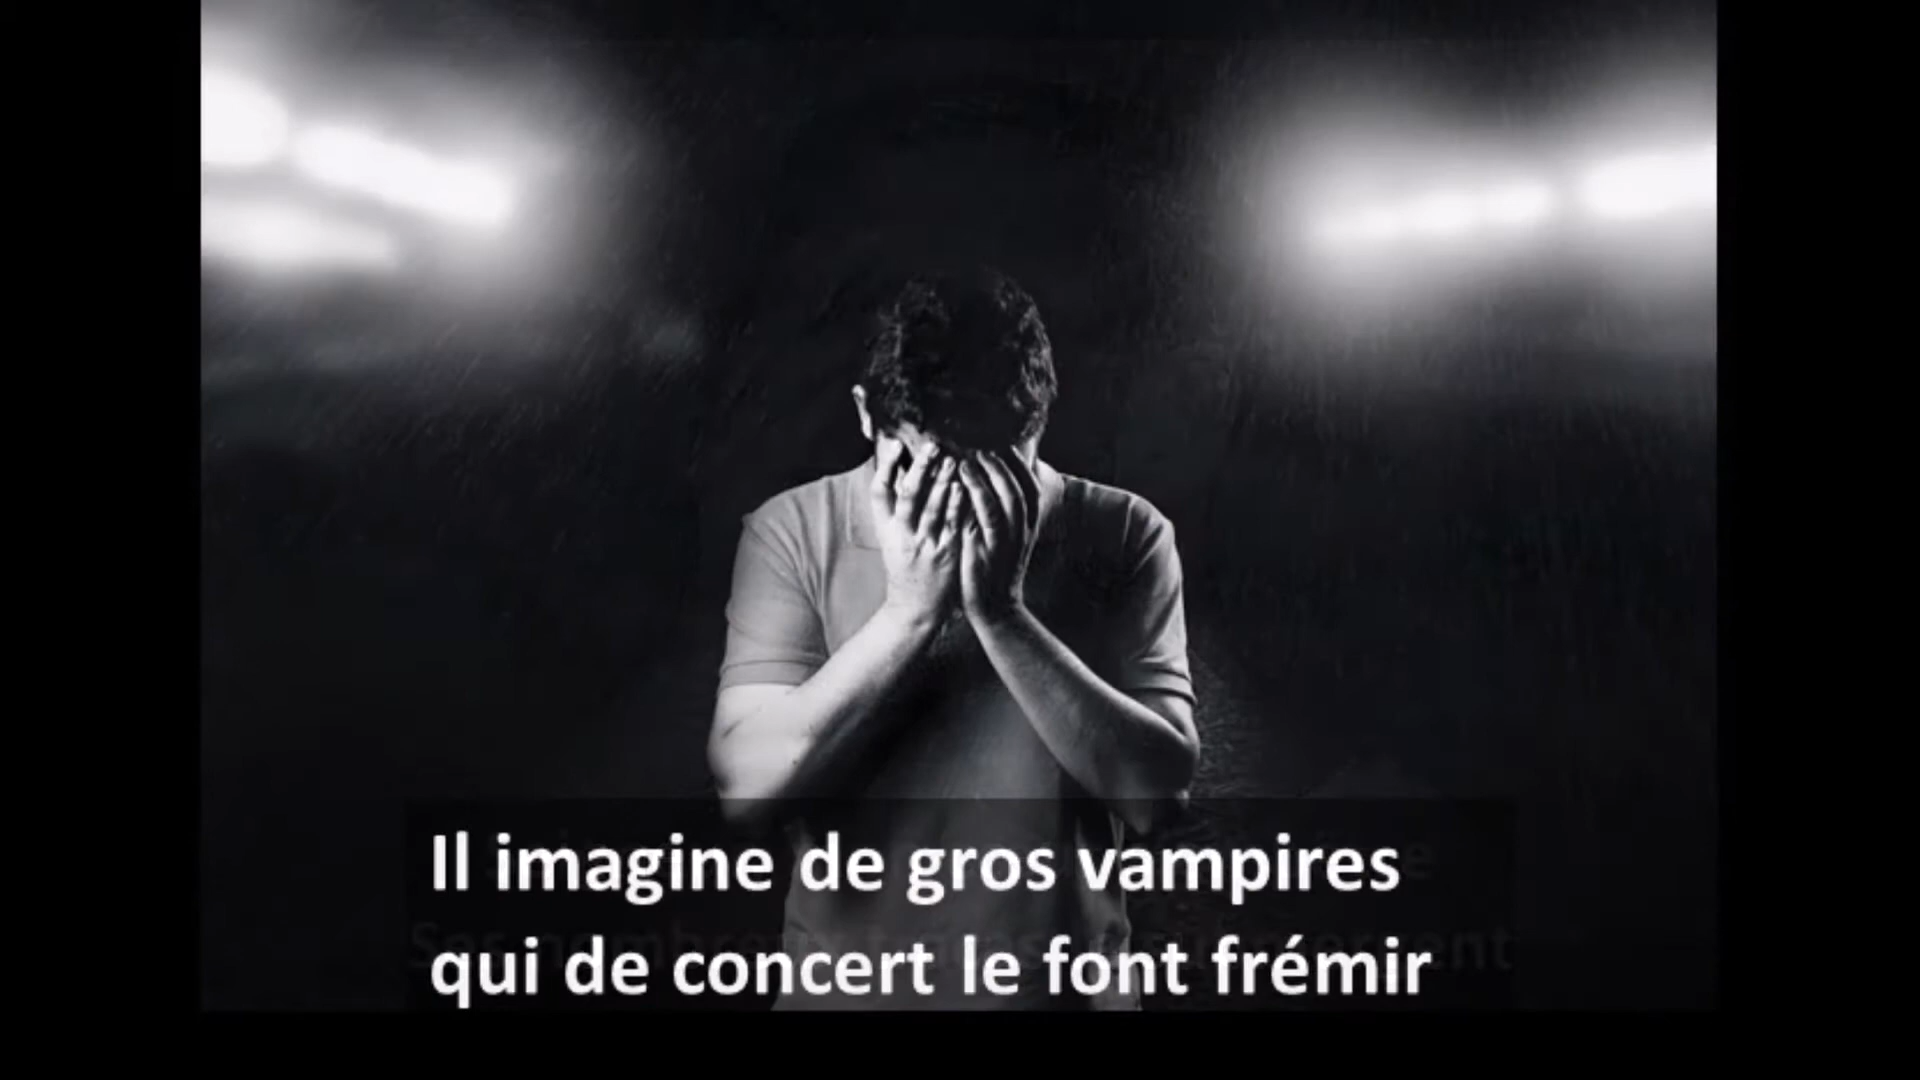 Il imagine de gros vampires
qui de concert le font frémir